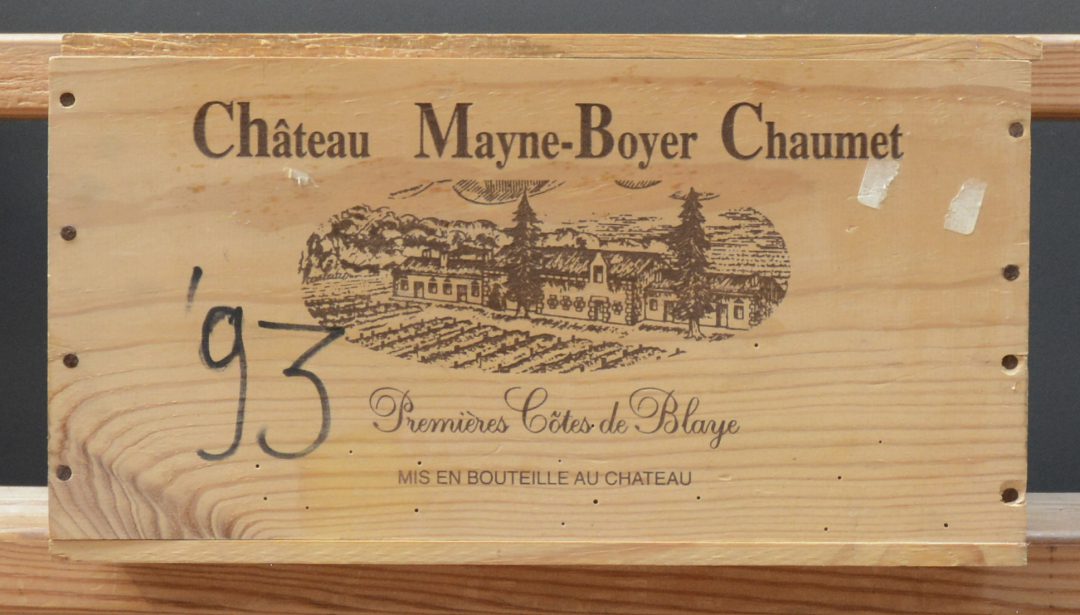 Château Mayne-Boyer Chaumet
'93
Premières Côtes de Blaye
MIS EN BOUTEILLE AU CHATEAU